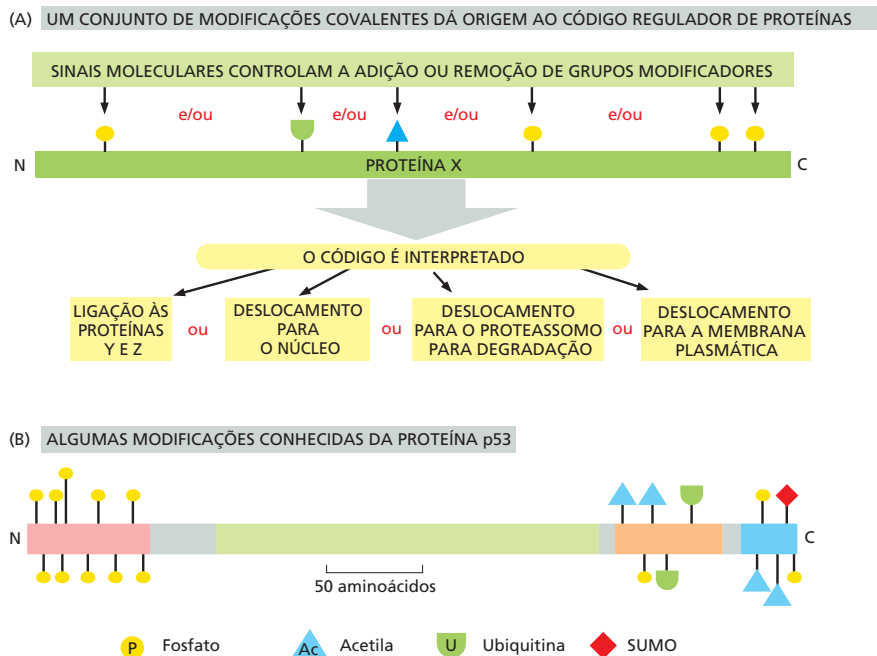 (A) UM CONJUNTO DE MODIFICAÇÕES COVALENTES DÁ ORIGEM AO CÓDIGO REGULADOR DE PROTEÍNAS
SINAIS MOLECULARES CONTROLAM A ADIÇÃO OU REMOÇÃO DE GRUPOS MODIFICADORES
e/ou e/ou e/ou e/ou
N PROTEÍNA X C
O CÓDIGO É INTERPRETADO
LIGAÇÃO ÀS
PROTEÍNAS
Y E Z
ou
DESLOCAMENTO
PARA
O NÚCLEO
ou
DESLOCAMENTO
PARA O PROTEASSOMO
PARA DEGRADAÇÃO
ou
DESLOCAMENTO
PARA A MEMBRANA
PLASMÁTICA
(B) ALGUMAS MODIFICAÇÕES CONHECIDAS DA PROTEÍNA p53
N C
50 aminoácidos
P Fosfato Ac Acetila U Ubiquitina SUMO